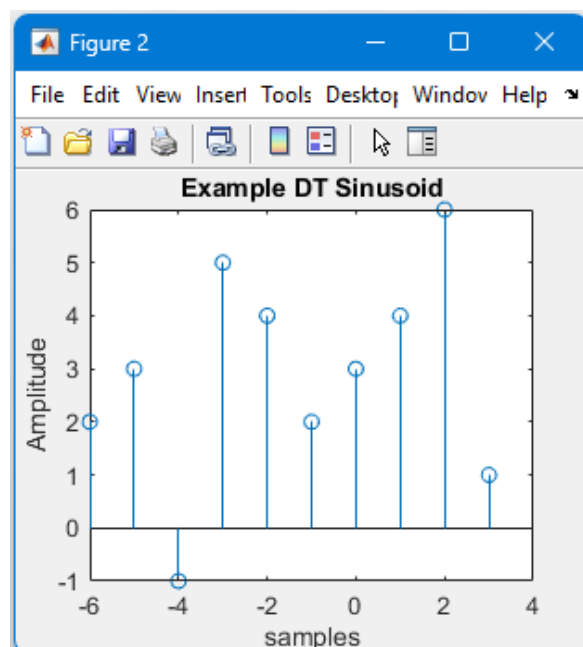 Figure 2
File Edit View Insert Tools Desktop Window Help
Example DT Sinusoid
6
5
4
3
2
1
0
-1
Amplitude
-6 -4 -2 0 2 4
samples